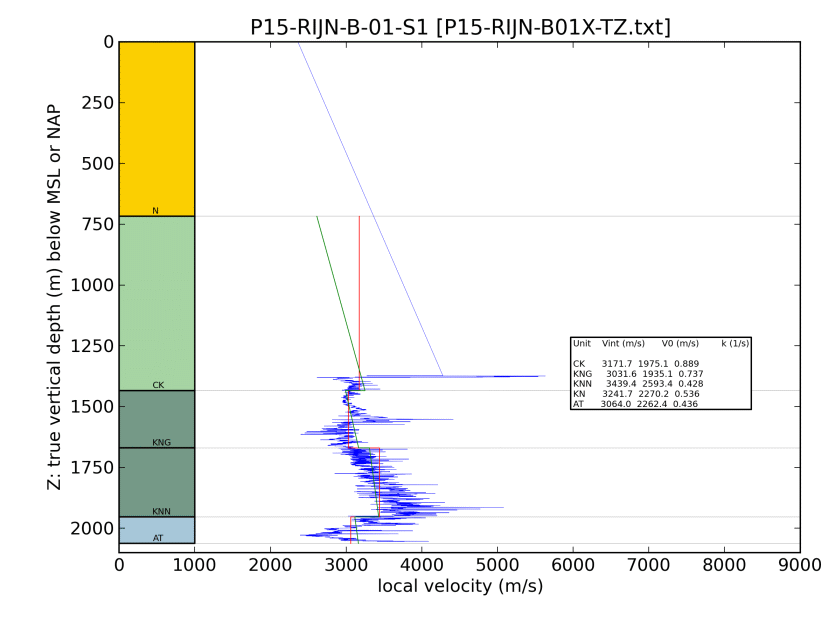 P15-RIJN-B-01-S1 [P15-RIJN-B01X-TZ.txt]
Z: true vertical depth (m) below MSL or NAP
0
250
500
750
1000
1250
1500
1750
2000
N
CK
KNG
KNN
AT
Unit Vint (m/s) V0 (m/s) k (1/s)
CK 3171.7 1975.1 0.889
KNG 3031.6 1935.1 0.737
KNN 3439.4 2593.4 0.428
KN 3241.7 2270.2 0.536
AT 3064.0 2262.4 0.436
0 1000 2000 3000 4000 5000 6000 7000 8000 9000
local velocity (m/s)